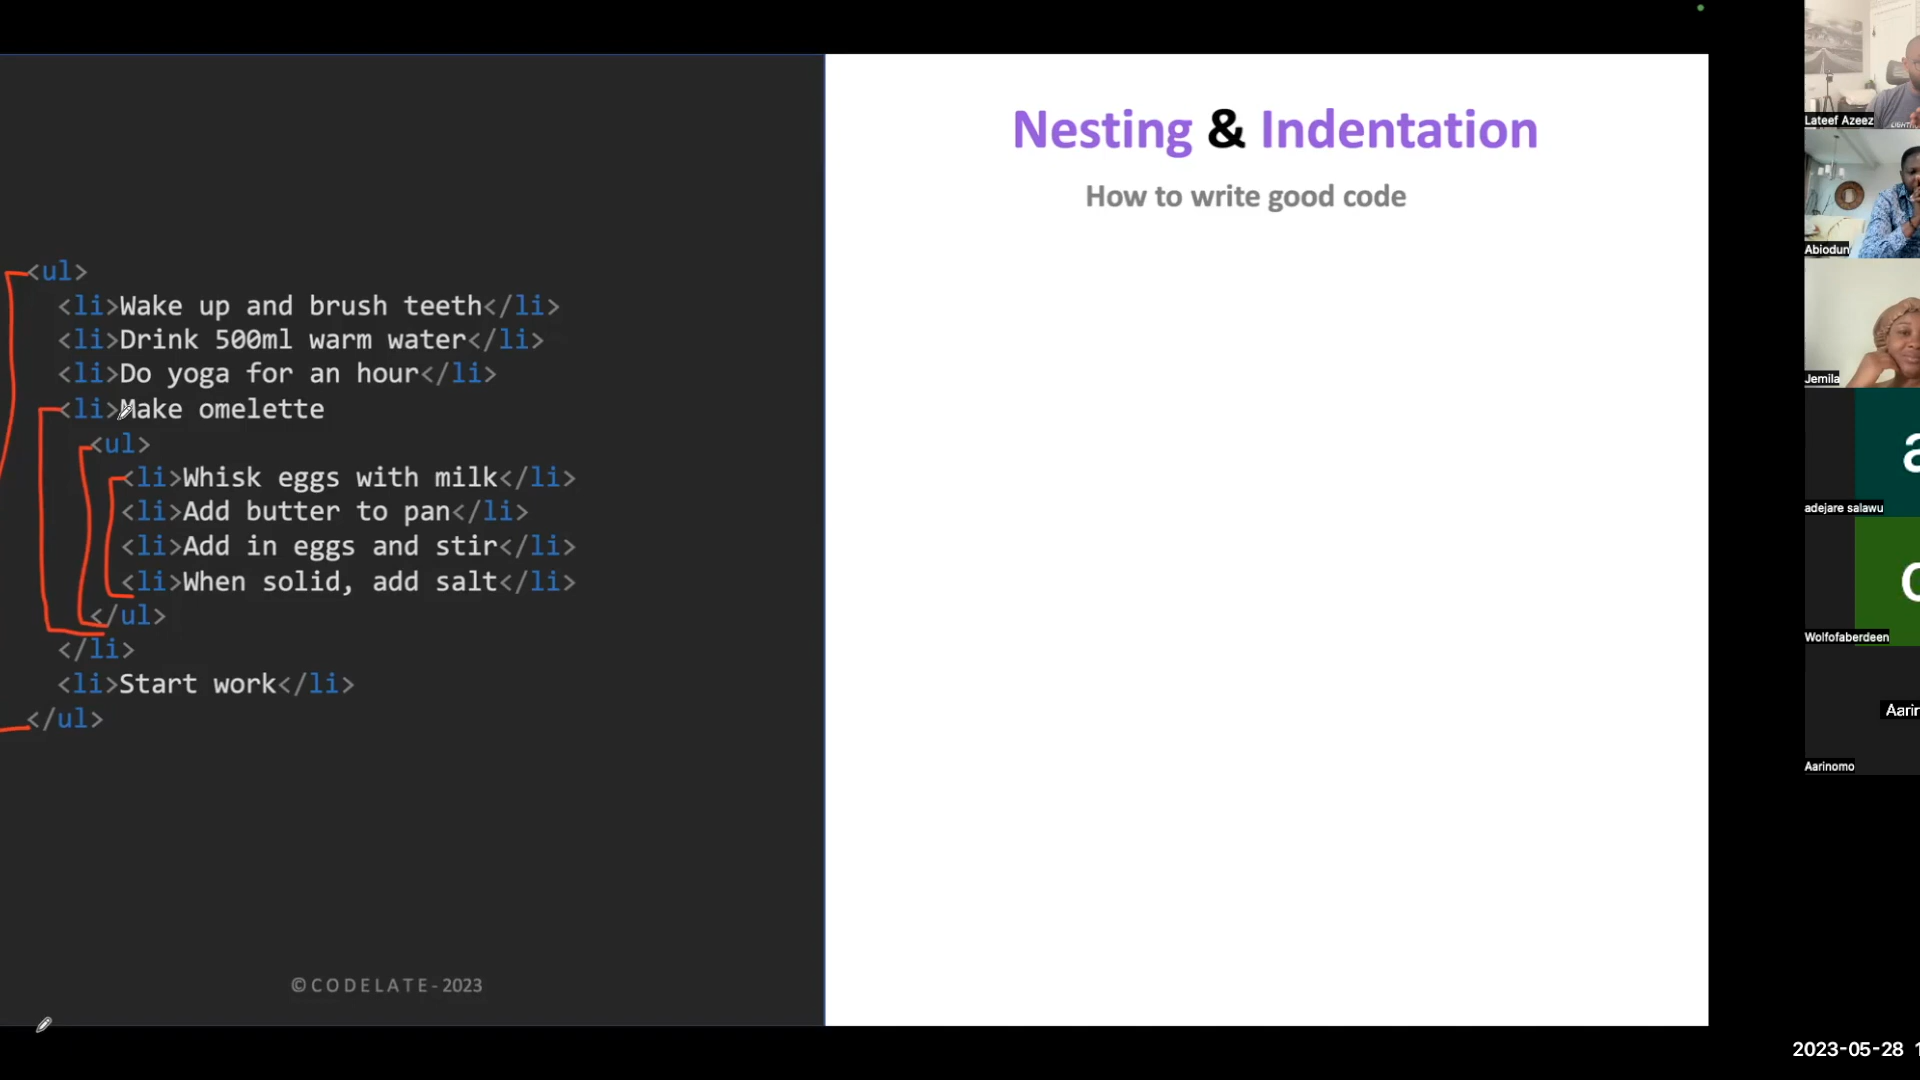 <ul>
<li>Wake up and brush teeth</li>
<li>Drink 500ml warm water</li>
<li>Do yoga for an hour</li>
<li>Make omelette
<ul>
<li>Whisk eggs with milk</li>
<li>Add butter to pan</li>
<li>Add in eggs and stir</li>
<li>When solid, add salt</li>
</ul>
</li>
<li>Start work</li>
</ul>
©CODELATE-2023
Nesting & Indentation
How to write good code
Lateef Azeez
Abiodun
Jemila
a
adejare salawu
Wolfofaberdeen
Aarinomo
2023-05-28